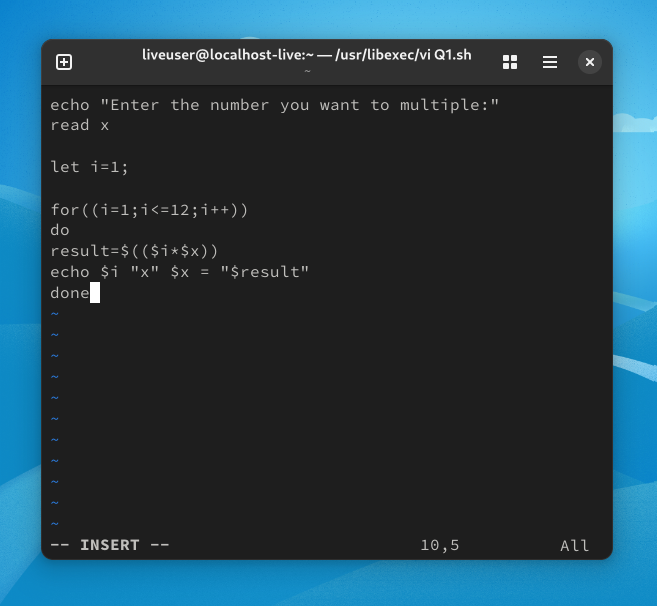 liveuser@localhost-live:~ — /usr/libexec/vi Q1.sh
~
echo "Enter the number you want to multiple:"
read x
let i=1;
for((i=1;i<=12;i++))
do
result=$(($i*$x))
echo $i "x" $x = "$result"
done
~
~
~
~
~
~
~
~
~
~
~
-- INSERT -- 10,5 All